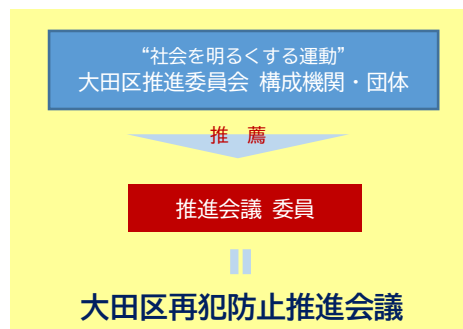 “社会を明るくする運動”
大田区推進委員会 構成機関・団体
推 薦
推進会議 委員
大田区再犯防止推進会議